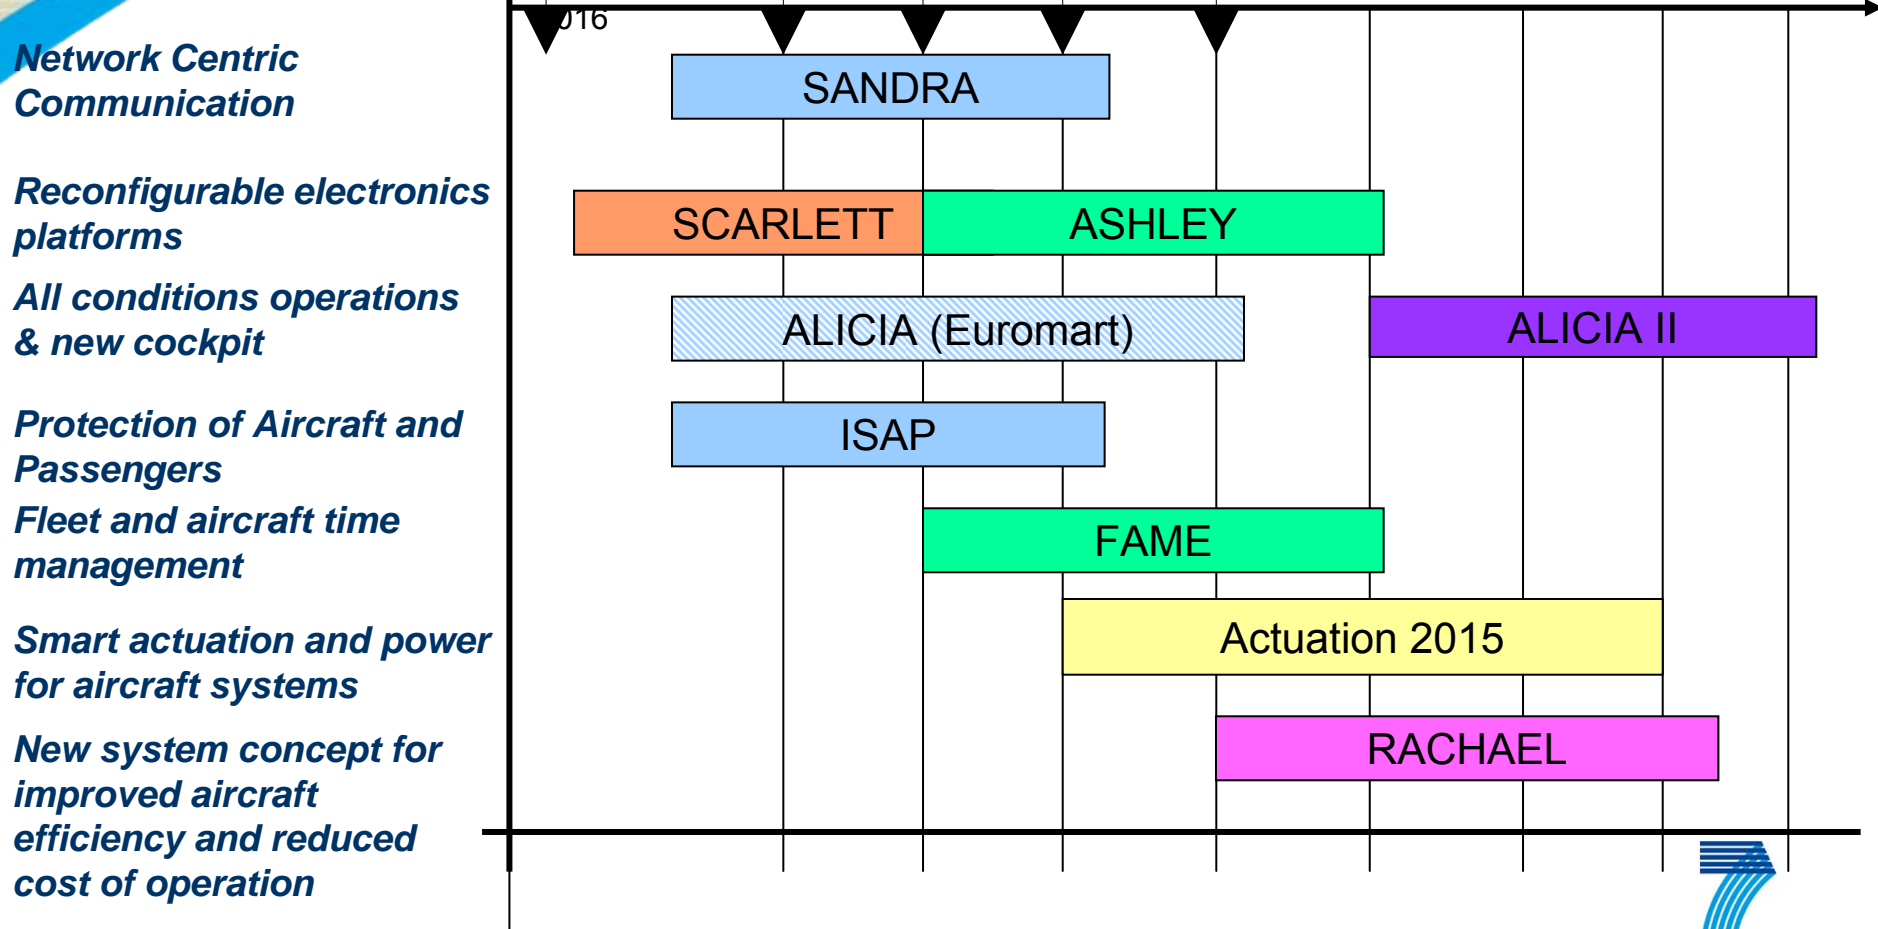 016
Network Centric
Communication
SANDRA
Reconfigurable electronics
platforms
SCARLETT
ASHLEY
All conditions operations
& new cockpit
ALICIA (Euromart)
ALICIA II
Protection of Aircraft and
Passengers
ISAP
Fleet and aircraft time
management
FAME
Smart actuation and power
for aircraft systems
Actuation 2015
New system concept for
improved aircraft
efficiency and reduced
cost of operation
RACHAEL
7